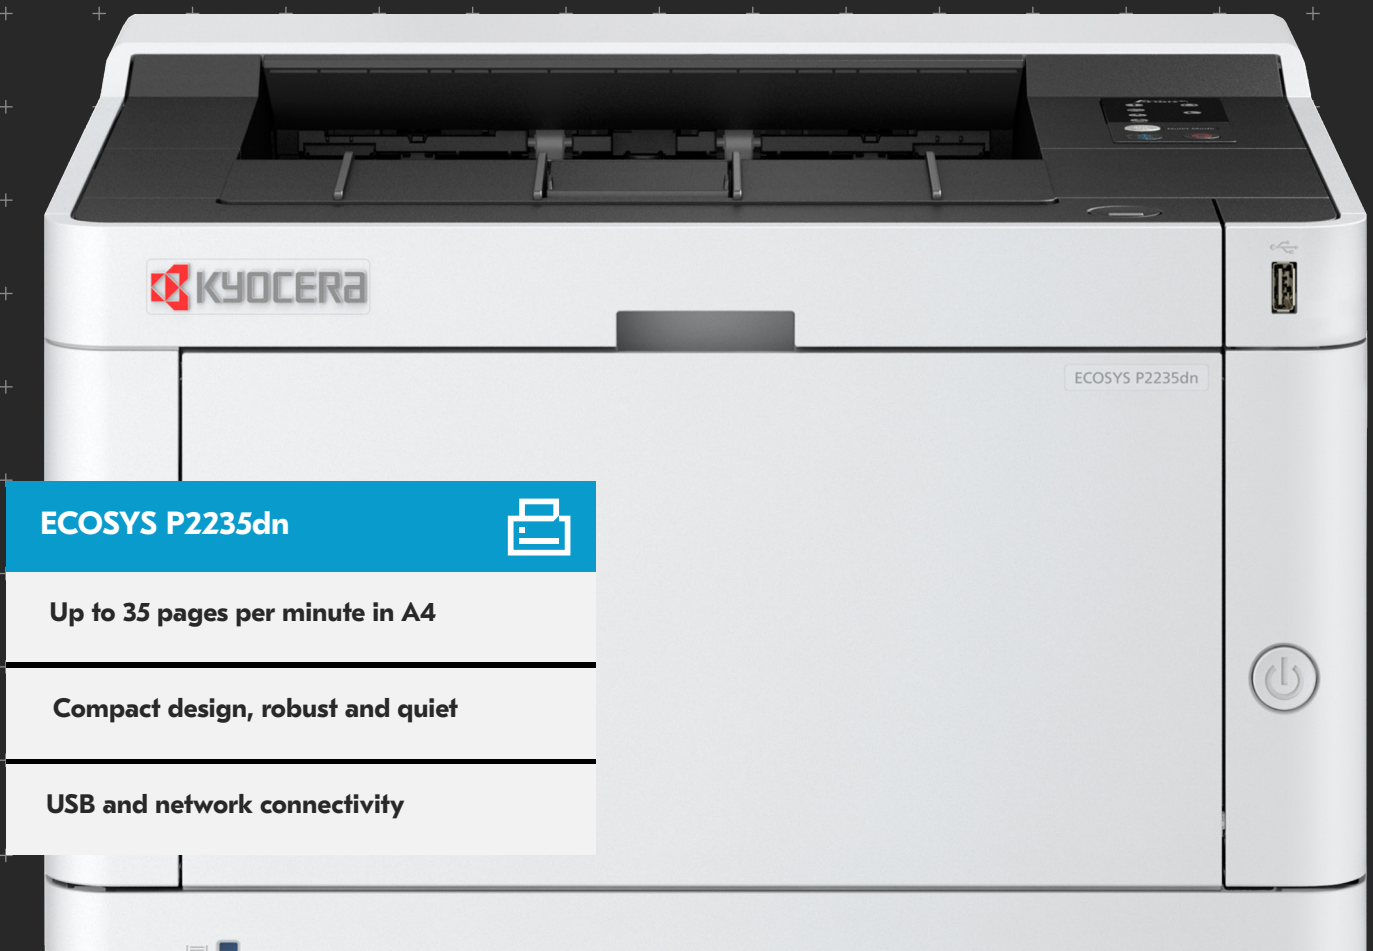 KYOCERA
ECOSYS P2235dn
ECOSYS P2235dn
Up to 35 pages per minute in A4
Compact design, robust and quiet
USB and network connectivity